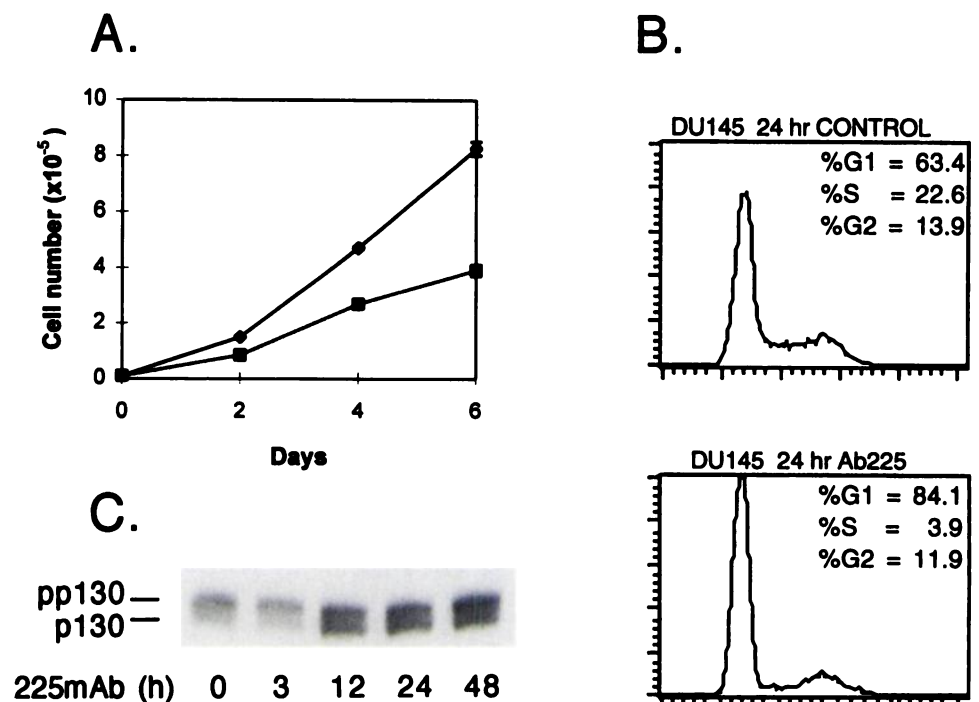 A.
10
8
6
4
2
0
Cell number (x10-5 )
0 2 4 6
Days
B.
DU145 24 hr CONTROL
%G1 = 63.4
%S = 22.6
%G2 = 13.9
DU145 24 hr Ab225
%G1 = 84.1
%S = 3.9
%G2 = 11.9
C.
pp130
p130
225mAb (h) 0 3 12 24 48